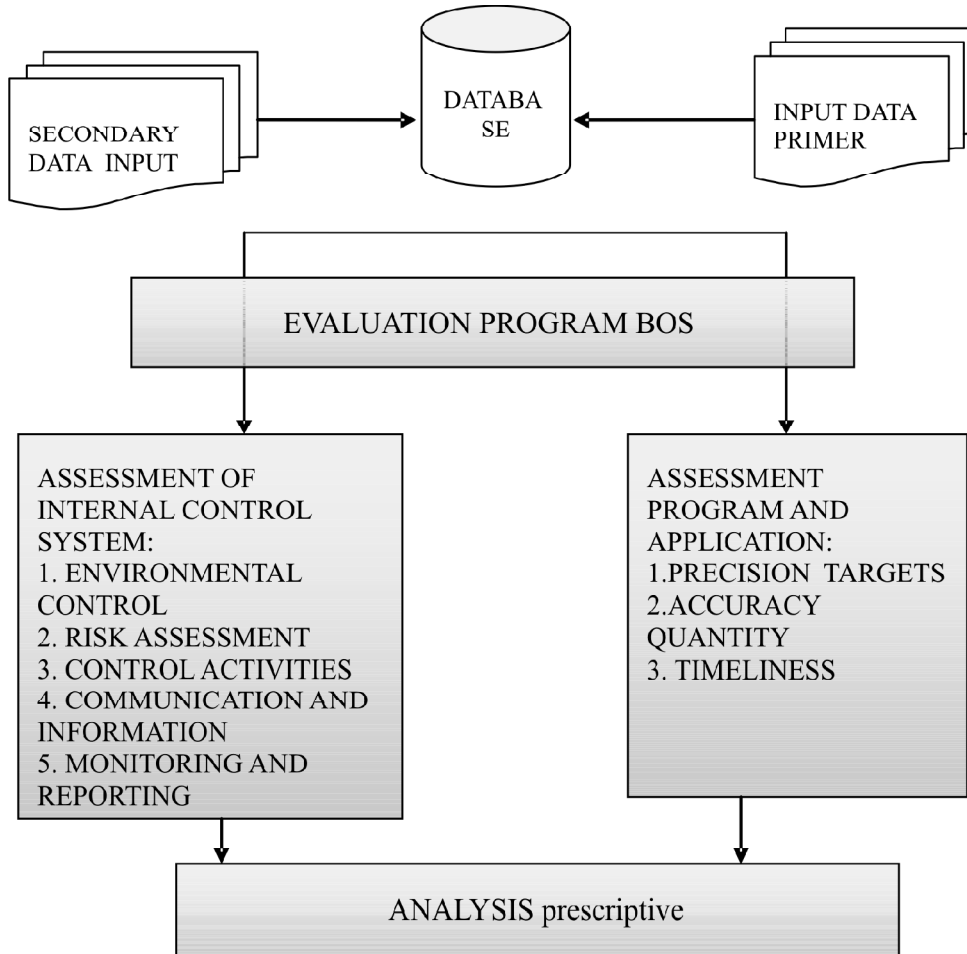 SECONDARY
DATA INPUT
DATABA
SE
INPUT DATA
PRIMER
EVALUATION PROGRAM BOS
ASSESSMENT OF
INTERNAL CONTROL
SYSTEM:
1. ENVIRONMENTAL
CONTROL
2. RISK ASSESSMENT
3. CONTROL ACTIVITIES
4. COMMUNICATION AND
INFORMATION
5. MONITORING AND
REPORTING
ASSESSMENT
PROGRAM AND
APPLICATION:
1.PRECISION TARGETS
2.ACCURACY
QUANTITY
3. TIMELINESS
ANALYSIS prescriptive